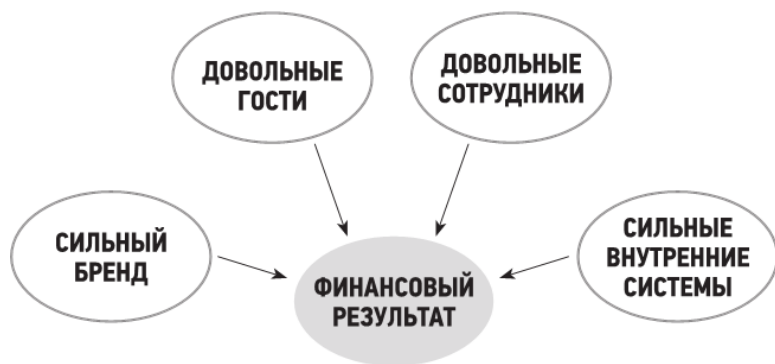 ДОВОЛЬНЫЕ
ГОСТИ
ДОВОЛЬНЫЕ
СОТРУДНИКИ
СИЛЬНЫЙ
БРЕНД
ФИНАНСОВЫЙ
РЕЗУЛЬТАТ
СИЛЬНЫЕ
ВНУТРЕННИЕ
СИСТЕМЫ